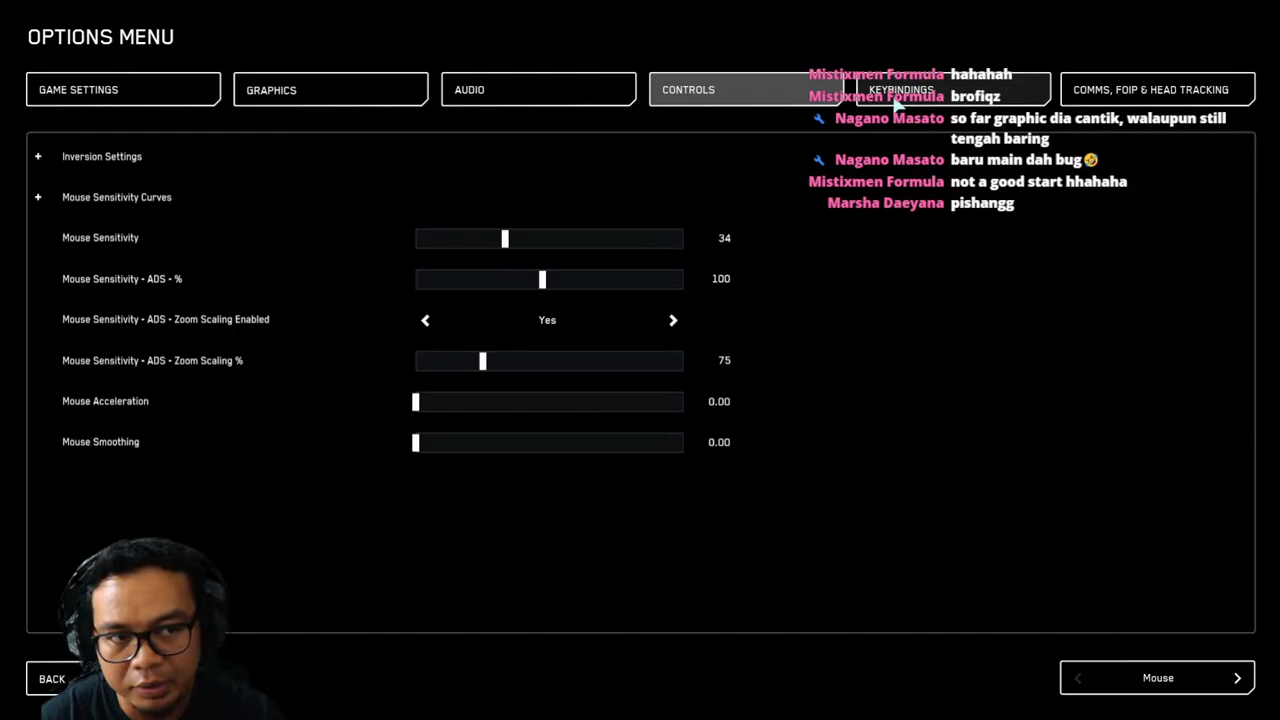 OPTIONS MENU
GAME SETTINGS
GRAPHICS
AUDIO
CONTROLS
KEYBINDINGS
COMMS, FOIP & HEAD TRACKING
Mistixmen Formula hahahah
Mistixmen Formula brofiqz
Nagano Masato so far graphic dia cantik, walaupun still
tengah baring
Nagano Masato baru main dah bug🤣
Mistixmen Formula not a good start hhahaha
Marsha Daeyana pishangg
+ Inversion Settings
+ Mouse Sensitivity Curves
Mouse Sensitivity 34
Mouse Sensitivity - ADS - % 100
Mouse Sensitivity - ADS - Zoom Scaling Enabled Yes
Mouse Sensitivity - ADS - Zoom Scaling % 75
Mouse Acceleration 0.00
Mouse Smoothing 0.00
BACK
Mouse